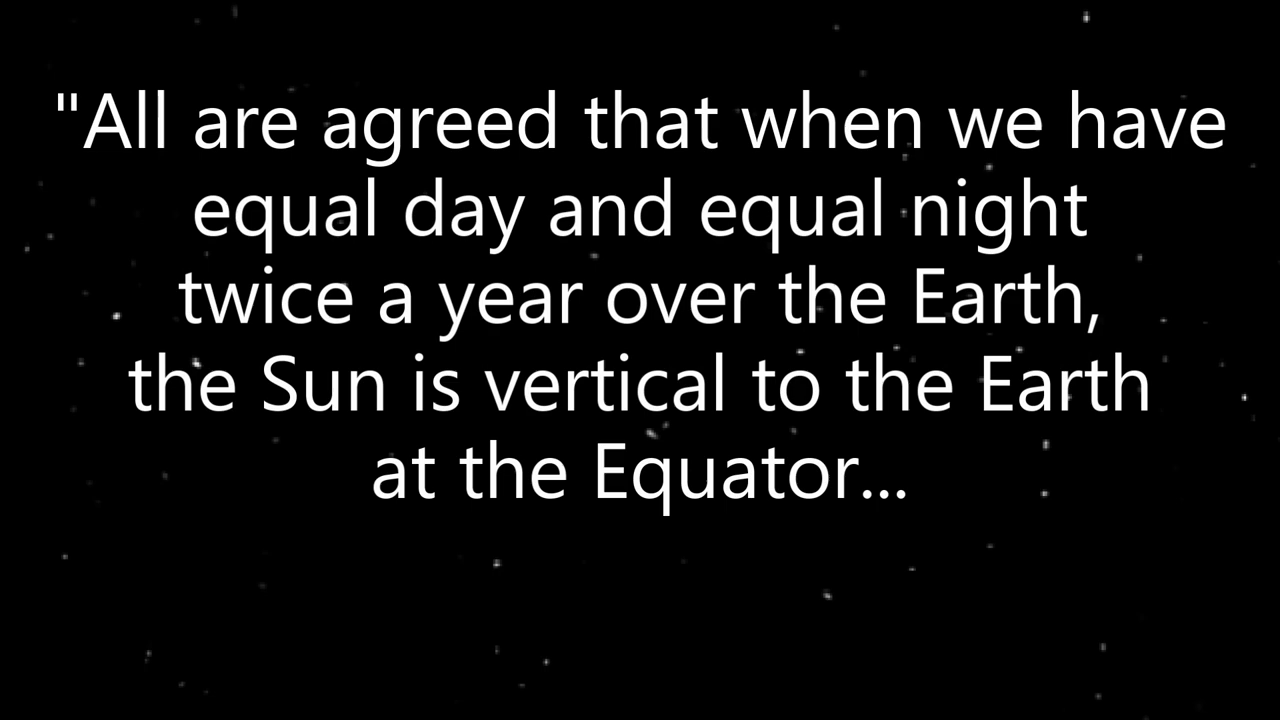 "All are agreed that when we have
equal day and equal night
twice a year over the Earth,
the Sun is vertical to the Earth
at the Equator...